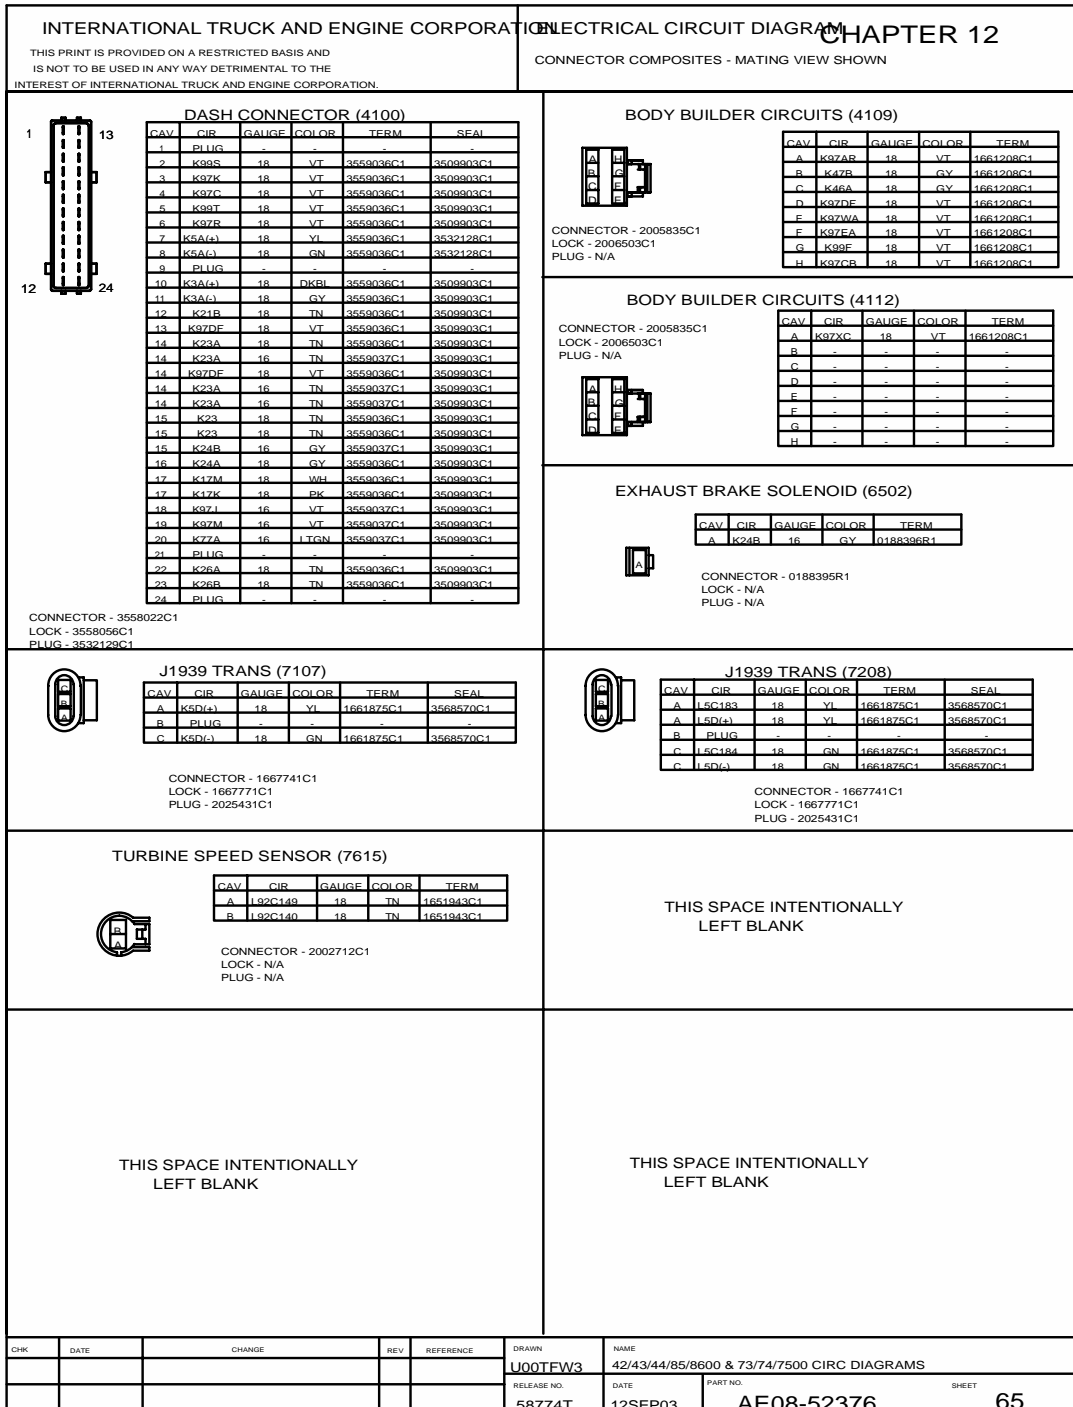 INTERNATIONAL TRUCK AND ENGINE CORPORATION
THIS PRINT IS PROVIDED ON A RESTRICTED BASIS AND
IS NOT TO BE USED IN ANY WAY DETRIMENTAL TO THE
INTEREST OF INTERNATIONAL TRUCK AND ENGINE CORPORATION.
ELECTRICAL CIRCUIT DIAGRAM
CHAPTER 12
CONNECTOR COMPOSITES - MATING VIEW SHOWN
DASH CONNECTOR (4100)
1 13
12 24
CAV CIR GAUGE COLOR TERM SEAL
1 PLUG - - - -
2 K99S 18 VT 3559036C1 3509903C1
3 K97K 18 VT 3559036C1 3509903C1
4 K97C 18 VT 3559036C1 3509903C1
5 K99T 18 VT 3559036C1 3509903C1
6 K97R 18 VT 3559036C1 3509903C1
7 K5A(+) 18 YL 3559036C1 3532128C1
8 K5A(-) 18 GN 3559036C1 3532128C1
9 PLUG - - - -
10 K3A(+) 18 DKBL 3559036C1 3509903C1
11 K3A(-) 18 GY 3559036C1 3509903C1
12 K21B 18 TN 3559036C1 3509903C1
13 K97DF 18 VT 3559036C1 3509903C1
14 K23A 18 TN 3559036C1 3509903C1
14 K23A 16 TN 3559037C1 3509903C1
14 K97DF 18 VT 3559036C1 3509903C1
14 K23A 16 TN 3559037C1 3509903C1
14 K23A 16 TN 3559037C1 3509903C1
15 K23 18 TN 3559036C1 3509903C1
15 K23 18 TN 3559036C1 3509903C1
15 K24B 16 GY 3559037C1 3509903C1
16 K24A 18 GY 3559036C1 3509903C1
17 K17M 18 WH 3559036C1 3509903C1
17 K17K 18 PK 3559036C1 3509903C1
18 K97J 16 VT 3559037C1 3509903C1
19 K97M 16 VT 3559037C1 3509903C1
20 K77A 16 LTGN 3559037C1 3509903C1
21 PLUG - - - -
22 K26A 18 TN 3559036C1 3509903C1
23 K26B 18 TN 3559036C1 3509903C1
24 PLUG - - - -
CONNECTOR - 3558022C1
LOCK - 3558056C1
PLUG - 3532129C1
BODY BUILDER CIRCUITS (4109)
A H
B G
C F
D E
CONNECTOR - 2005835C1
LOCK - 2006503C1
PLUG - N/A
CAV CIR GAUGE COLOR TERM
A K97AR 18 VT 1661208C1
B K47B 18 GY 1661208C1
C K46A 18 GY 1661208C1
D K97DE 18 VT 1661208C1
E K97WA 18 VT 1661208C1
F K97EA 18 VT 1661208C1
G K99F 18 VT 1661208C1
H K97CB 18 VT 1661208C1
BODY BUILDER CIRCUITS (4112)
CONNECTOR - 2005835C1
LOCK - 2006503C1
PLUG - N/A
A H
B G
C F
D E
CAV CIR GAUGE COLOR TERM
A K97XC 18 VT 1661208C1
B - - - -
C - - - -
D - - - -
E - - - -
F - - - -
G - - - -
H - - - -
EXHAUST BRAKE SOLENOID (6502)
CAV CIR GAUGE COLOR TERM
A K24B 16 GY 0188396R1
A
CONNECTOR - 0188395R1
LOCK - N/A
PLUG - N/A
J1939 TRANS (7107)
C
B
A
CAV CIR GAUGE COLOR TERM SEAL
A K5D(+) 18 YL 1661875C1 3568570C1
B PLUG - - - -
C K5D(-) 18 GN 1661875C1 3568570C1
CONNECTOR - 1667741C1
LOCK - 1667771C1
PLUG - 2025431C1
J1939 TRANS (7208)
C
B
A
CAV CIR GAUGE COLOR TERM SEAL
A L5C183 18 YL 1661875C1 3568570C1
A L5D(+) 18 YL 1661875C1 3568570C1
B PLUG - - - -
C L5C184 18 GN 1661875C1 3568570C1
C L5D(-) 18 GN 1661875C1 3568570C1
CONNECTOR - 1667741C1
LOCK - 1667771C1
PLUG - 2025431C1
TURBINE SPEED SENSOR (7615)
B
A
CAV CIR GAUGE COLOR TERM
A L92C149 18 TN 1651943C1
B L92C140 18 TN 1651943C1
CONNECTOR - 2002712C1
LOCK - N/A
PLUG - N/A
THIS SPACE INTENTIONALLY
LEFT BLANK
THIS SPACE INTENTIONALLY
LEFT BLANK
THIS SPACE INTENTIONALLY
LEFT BLANK
CHK DATE CHANGE REV REFERENCE
DRAWN
U00TFW3
NAME
42/43/44/85/8600 & 73/74/7500 CIRC DIAGRAMS
RELEASE NO.
58774T
DATE
12SEP03
PART NO.
AE08-52376
SHEET
65